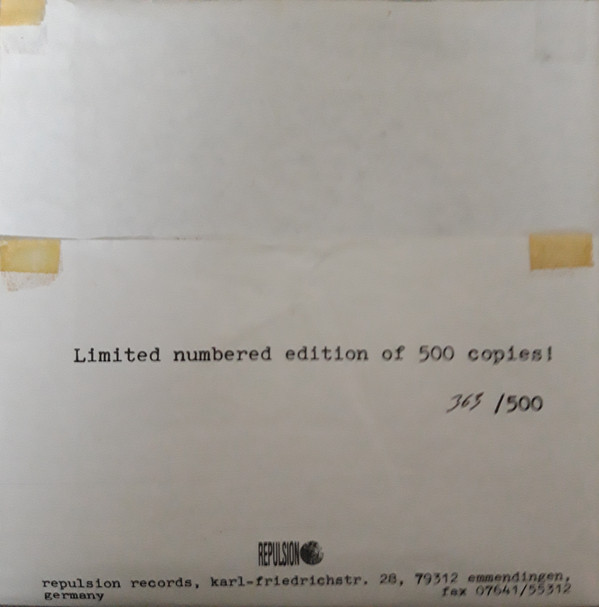 Limited numbered edition of 500 copies!
363 /500
REPULSION
repulsion records, karl-friedrichstr. 28, 79312 emmendingen,
germany
fax 07641/55312